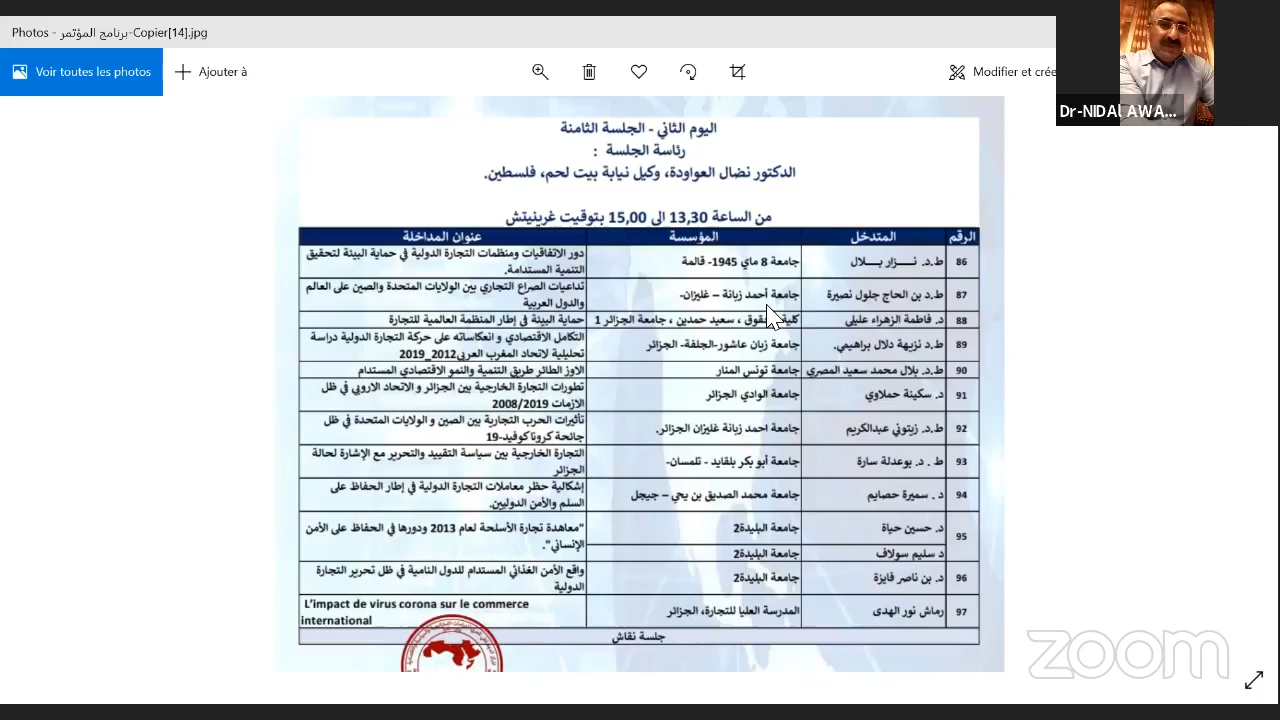 Photos - برنامج المؤتمر-Copier[14].jpg
Voir toutes les photos
Ajouter à
Modifier et crée
Dr-NIDAl AWA...
اليوم الثاني - الجلسة الثامنة
رئاسة الجلسة :
الدكتور نضال العواودة، وكيل نيابة بيت لحم، فلسطين.
من الساعة 13,30 الى 15,00 بتوقيت غرينيتش
الرقم المتدخل المؤسسة عنوان المداخلة
86 ط.د. نـــزار بـــلال جامعة 8 ماي 1945- قالمة دور الاتفاقيات ومنظمات التجارة الدولية في حماية البيئة لتحقيق
التنمية المستدامة.
87 ط.د بن الحاج جلول نصيرة جامعة أحمد زبانة – غليزان- تداعيات الصراع التجاري بين الولايات المتحدة والصين على العالم
والدول العربية
88 د. فاطمة الزهراء عليلي كلية ، سعيد حمدين ، جامعة الجزائر 1 حماية البيئة في إطار المنظمة العالمية للتجارة
89 ط.د نزيهة دلال براهيمي. جامعة زيان عاشور-الجلفة- الجزائر التكامل الاقتصادي و انعكاساته على حركة التجارة الدولية دراسة
تحليلية لاتحاد المغرب العربي2012_2019
90 ط.د. بلال محمد سعيد المصري جامعة تونس المنار الاوز الطائر طريق التنمية والنمو الاقتصادي المستدام
91 د. سكينة حملاوي جامعة الوادي الجزائر تطورات التجارة الخارجية بين الجزائر و الاتحاد الاروبي في ظل
الازمات 2008/2019
92 ط.د. زيتوني عبدالكريم جامعة احمد زبانة غليزان الجزائر. تأثيرات الحرب التجارية بين الصين و الولايات المتحدة في ظل
جائحة كروناكوفيد-19
93 ط . د. بوعدلة سارة جامعة أبو بكر بلقايد - تلمسان- التجارة الخارجية بين سياسة التقييد والتحرير مع الإشارة لحالة
الجزائر
94 د . سميرة حصايم جامعة محمد الصديق بن يحي – جيجل إشكالية حظر معاملات التجارة الدولية في إطار الحفاظ على
السلم والأمن الدوليين.
95 د. حسين حياة جامعة البليدة2 "معاهدة تجارة الأسلحة لعام 2013 ودورها في الحفاظ على الأمن
الإنساني".
د سليم سولاف جامعة البليدة2
96 د. بن ناصر فايزة جامعة البليدة2 واقع الأمن الغذائي المستدام للدول النامية في ظل تحرير التجارة
الدولية
97 رماش نور الهدى المدرسة العليا للتجارة، الجزائر L'impact de virus corona sur le commerce
international
جلسة نقاش
zoom